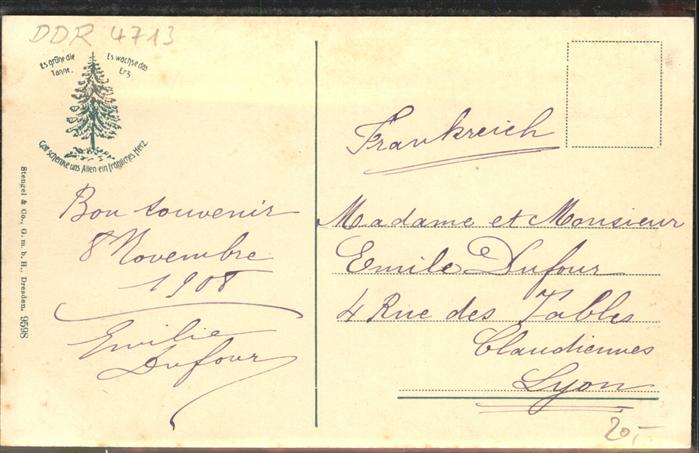 DDR 4713
Es grüne die
Tanne.
Es wachse das
Erz
Gott schenke uns Allen ein fröhliches Herz
Stengel & Co., G. m. b. H., Dresden. 9598
Bon souvenir
8 Novembre
1908
Emilie
Dufour
Frankreich
Madame et Monsieur
Emile Dufour
4 Rue des Tables
Claudiennes
Lyon
20,-